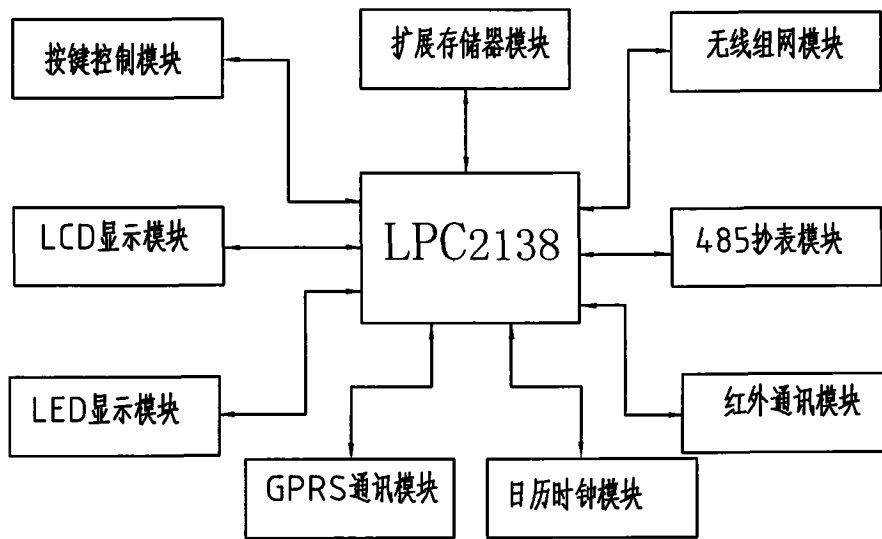 按键控制模块
扩展存储器模块
无线组网模块
LCD显示模块
LPC2138
485抄表模块
LED显示模块
红外通讯模块
GPRS通讯模块
日历时钟模块